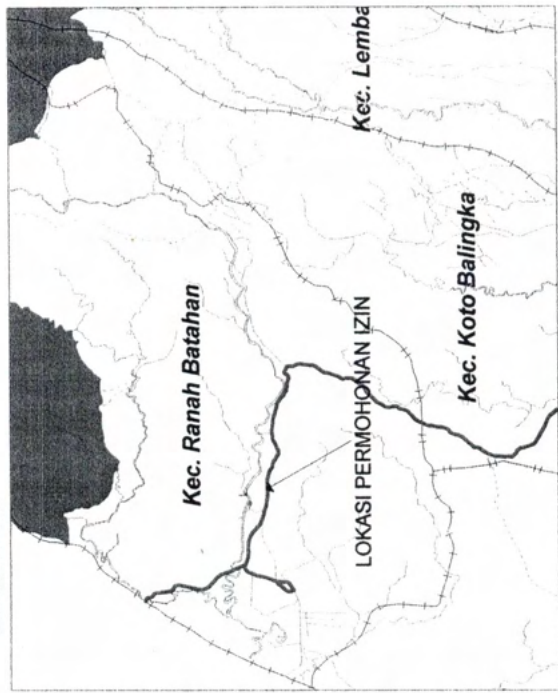 Kec. Ranah Batahan
LOKASI PERMOHONAN IZIN
Kec. Koto Balingka
Kec. Lemba